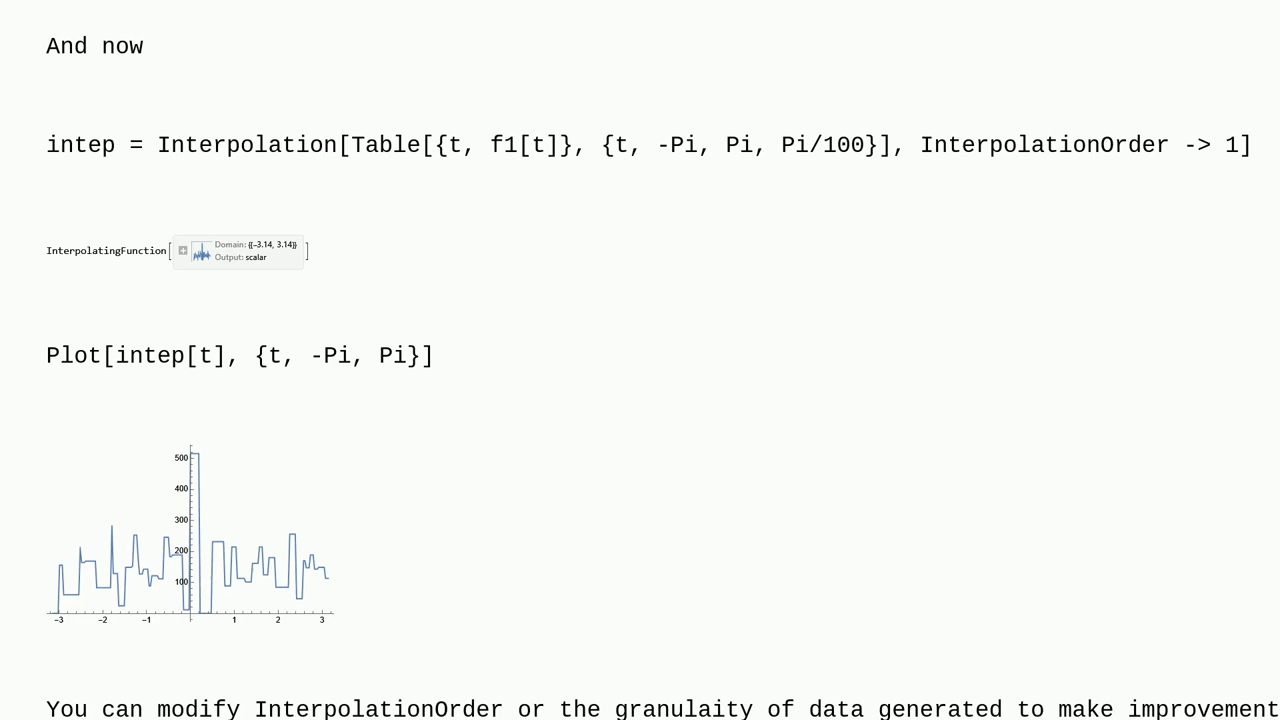 And now
intep = Interpolation[Table[{t, f1[t]}, {t, -Pi, Pi, Pi/100}], InterpolationOrder -> 1]
InterpolatingFunction[ Domain: {{-3.14, 3.14}}
Output: scalar ]
Plot[intep[t], {t, -Pi, Pi}]
500
400
300
200
100
-3 -2 -1 1 2 3
You can modify InterpolationOrder or the granulaity of data generated to make improvement